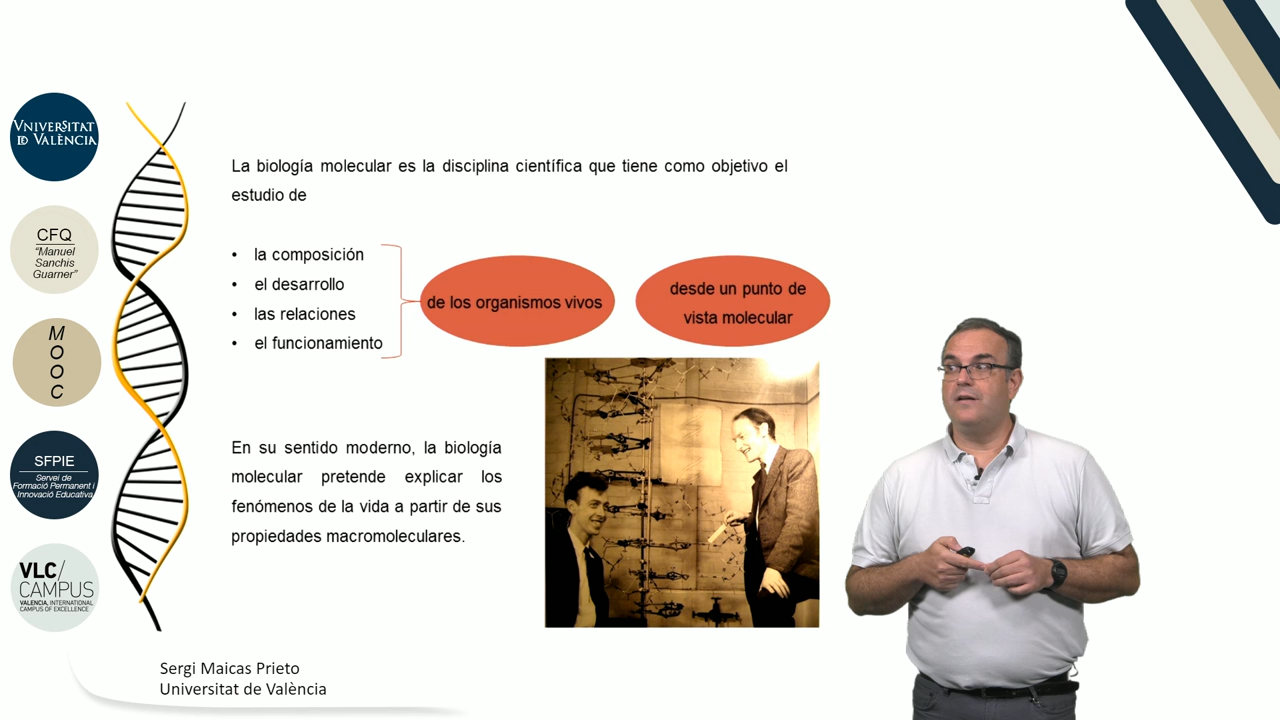 VNIVERSITAT
ID VALÈNCIA
CFQ
“Manuel
Sanchis
Guarner”
M
O
O
C
SFPIE
Servei de
Formació Permanent i
Innovació Educativa
VLC/
CAMPUS
VALENCIA, INTERNATIONAL
CAMPUS OF EXCELLENCE
La biología molecular es la disciplina científica que tiene como objetivo el
estudio de
• la composición
• el desarrollo
• las relaciones
• el funcionamiento
de los organismos vivos
desde un punto de
vista molecular
En su sentido moderno, la biología
molecular pretende explicar los
fenómenos de la vida a partir de sus
propiedades macromoleculares.
Sergi Maicas Prieto
Universitat de València